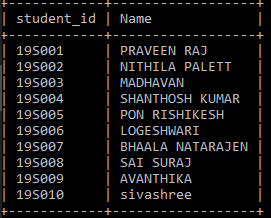 student_id | Name
19S001 | PRAVEEN RAJ
19S002 | NITHILA PALETT
19S003 | MADHAVAN
19S004 | SHANTHOSH KUMAR
19S005 | PON RISHIKESH
19S006 | LOGESHWARI
19S007 | BHAALA NATARAJEN
19S008 | SAI SURAJ
19S009 | AVANTHIKA
19S010 | sivashree